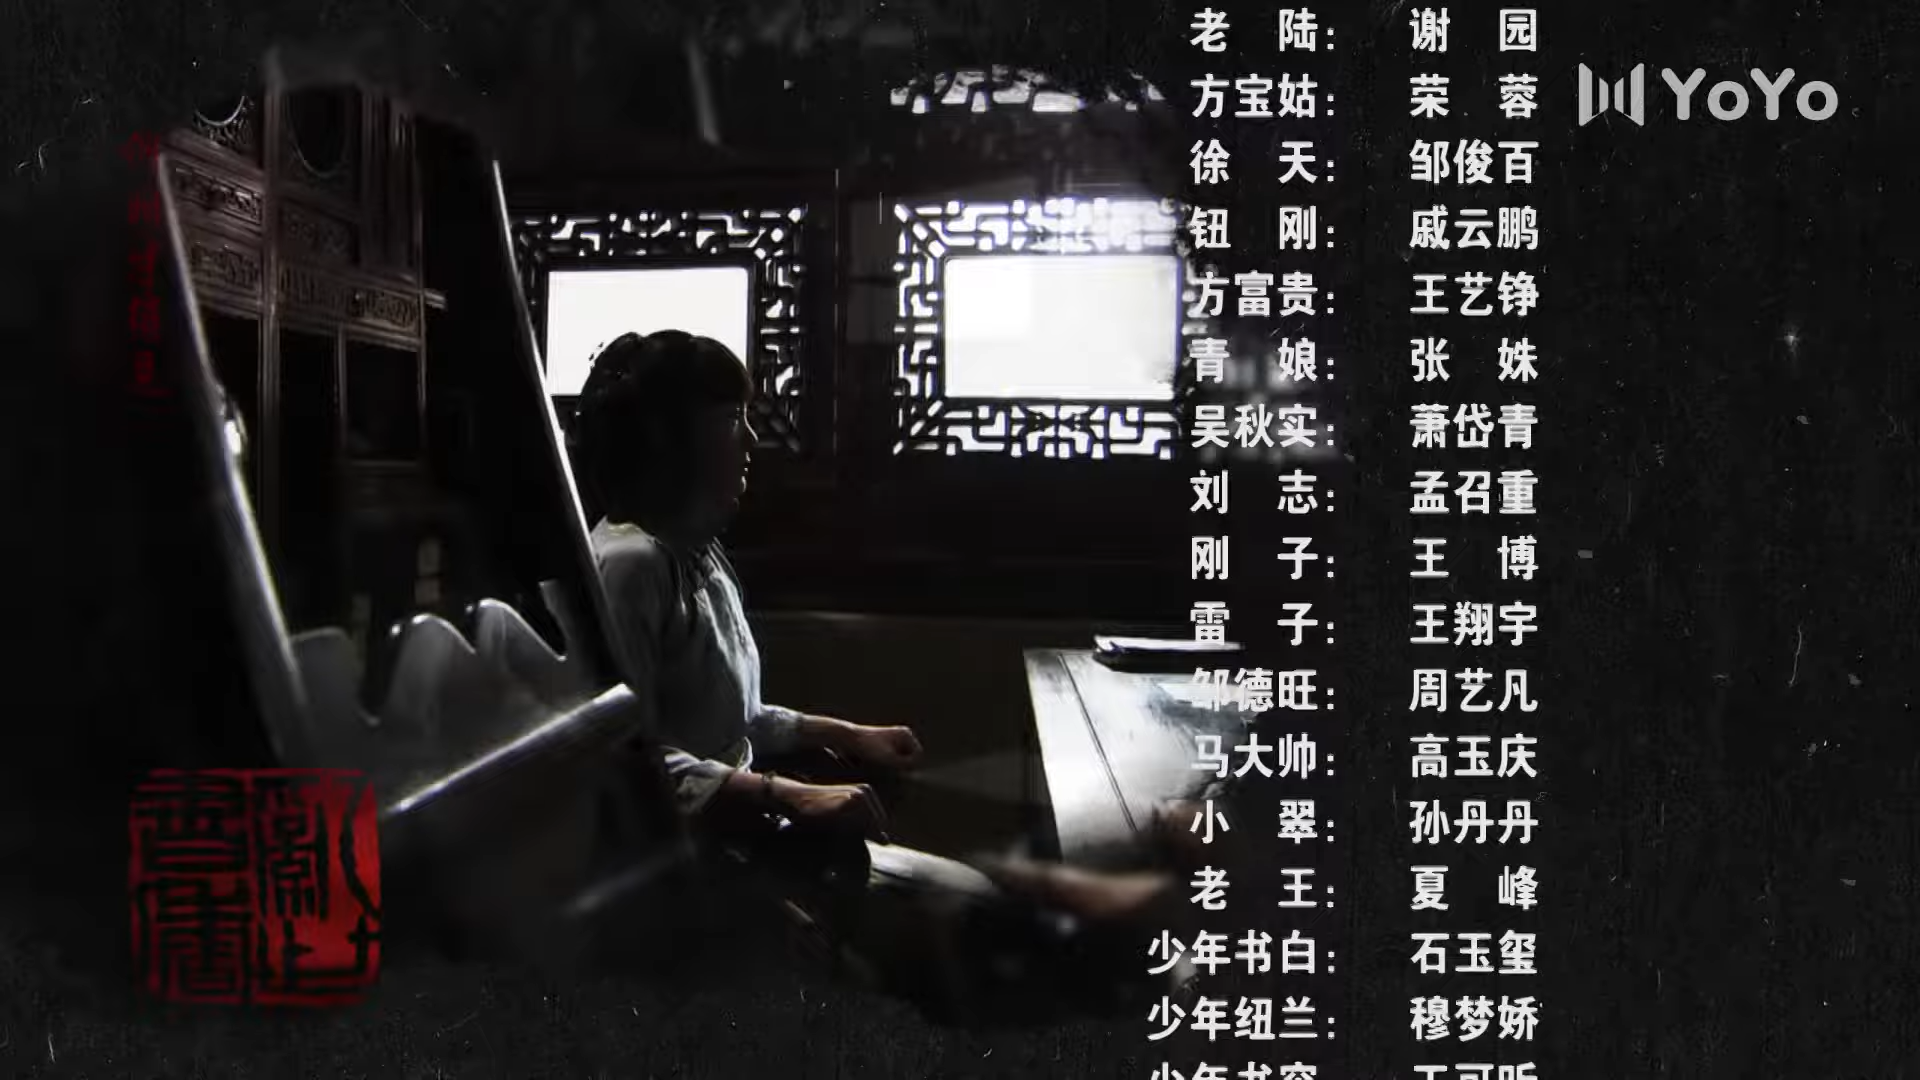 老陆：谢园
YoYo
方宝姑：荣蓉
徐天：邹俊百
钮刚：戚云鹏
方富贵：王艺铮
青娘：张姝
吴秋实：萧岱青
刘志：孟召重
刚子：王博
雷子：王翔宇
邹德旺：周艺凡
马大帅：高玉庆
小翠：孙丹丹
老王：夏峰
少年书白：石玉玺
少年纽兰：穆梦娇